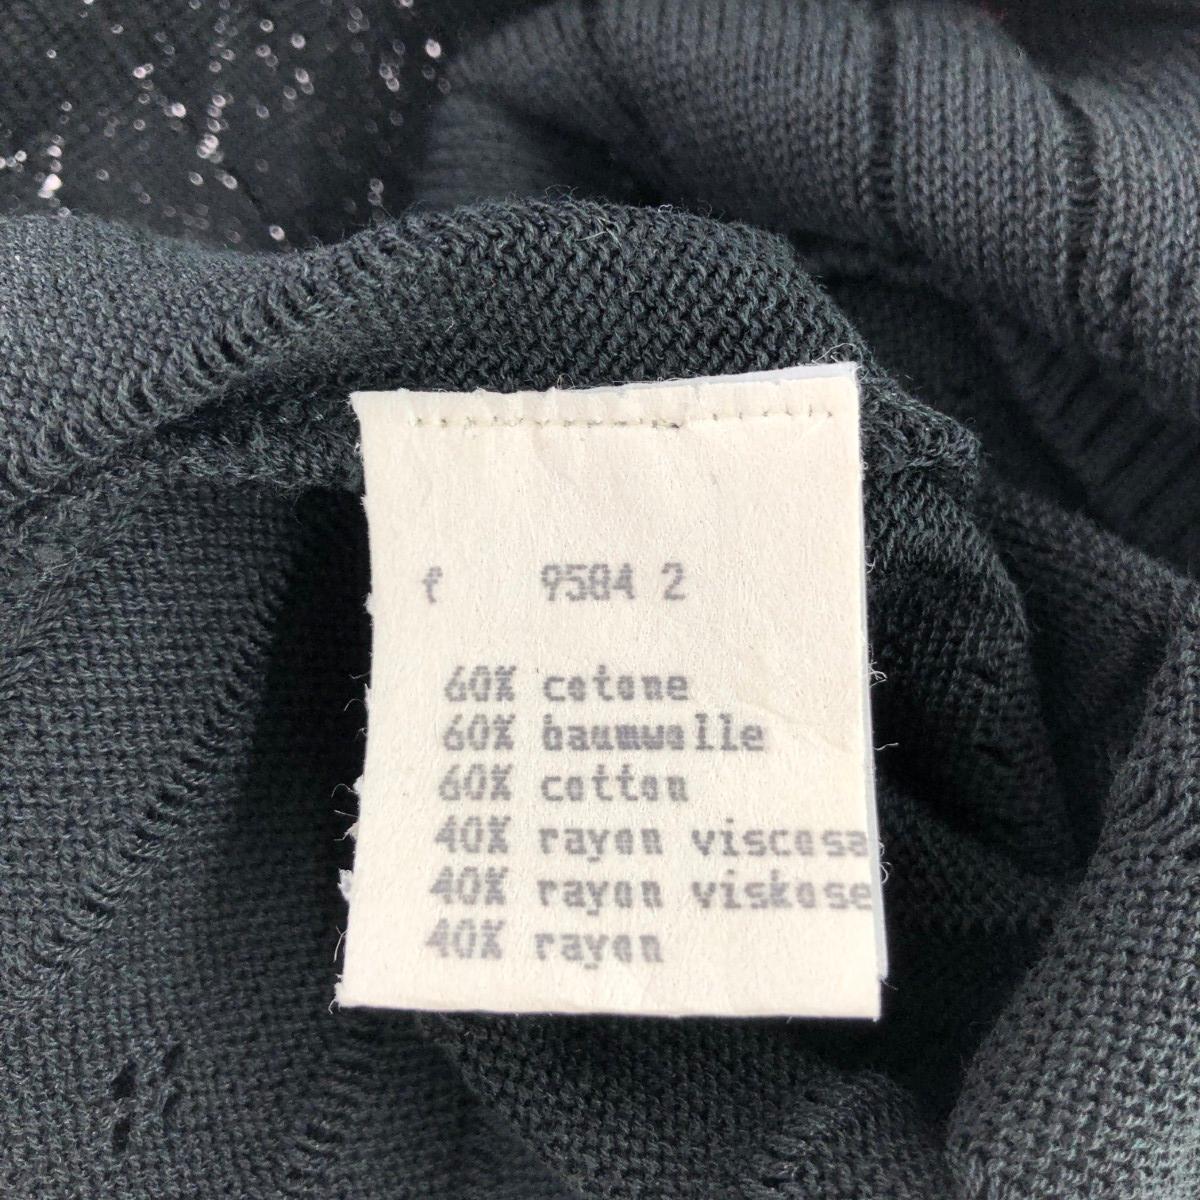 f 9584 2
60% cotone
60% baumwolle
60% cotton
40% rayon viscosa
40% rayon viskose
40% rayon